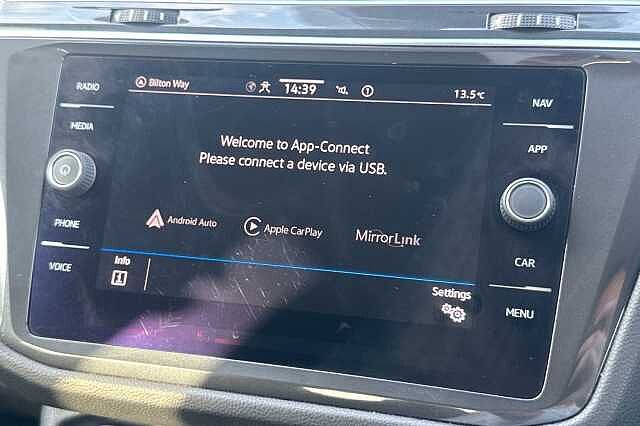 RADIO
MEDIA
PHONE
VOICE
Bilton Way
14:39
1
13.5°C
Welcome to App-Connect
Please connect a device via USB.
Android Auto
Apple CarPlay
MirrorLink
Info
Settings
NAV
APP
CAR
MENU